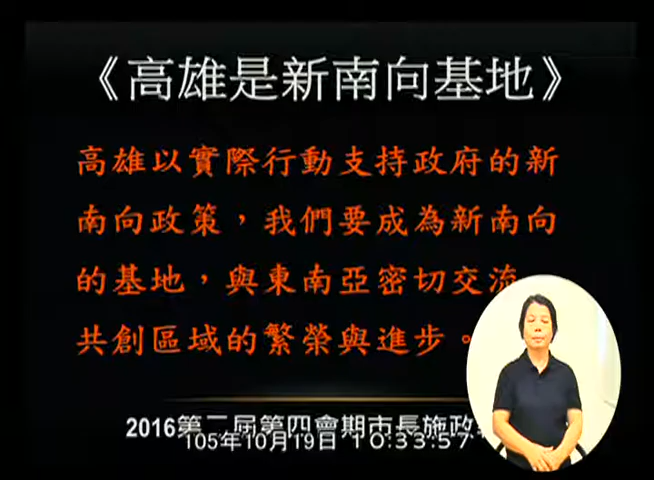 《高雄是新南向基地》
高雄以實際行動支持政府的新
南向政策，我們要成為新南向
的基地，與東南亞密切交流
共創區域的繁榮與進步。
2016第二屆第四會期市長施政
105年10月19日 10:33:57